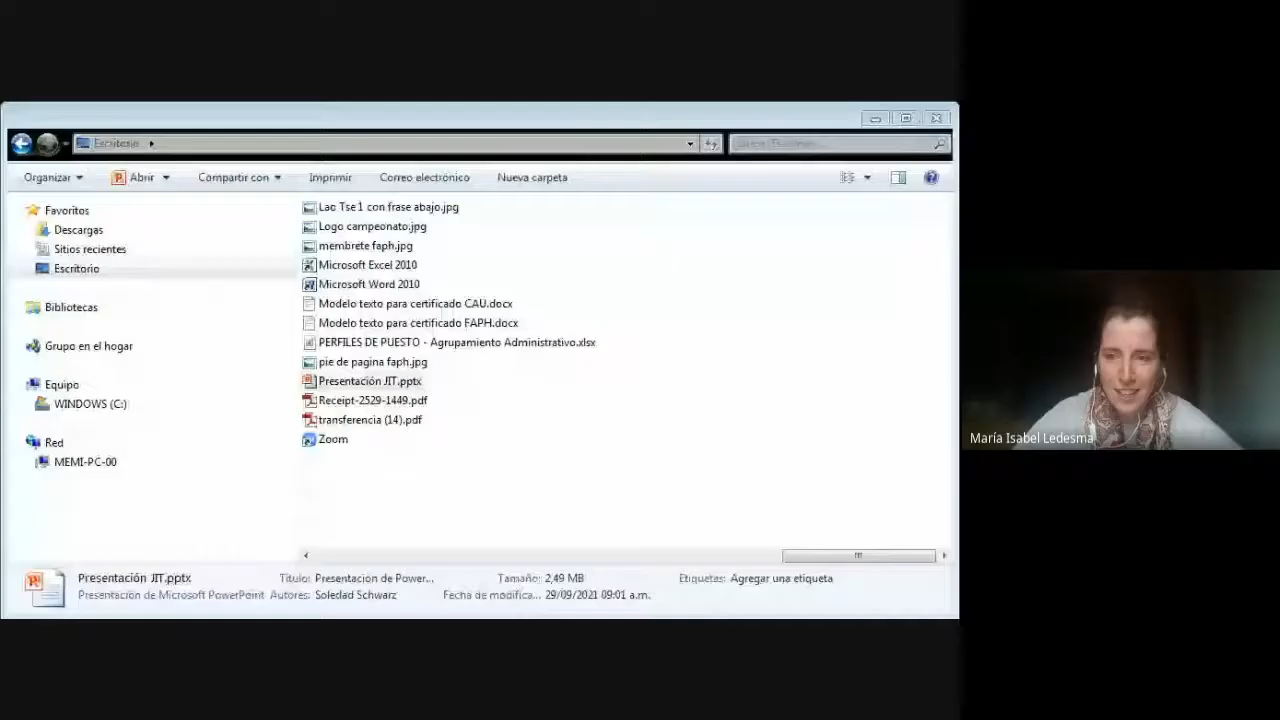 Escritorio
Organizar
Abrir
Compartir con
Imprimir
Correo electrónico
Nueva carpeta
Favoritos
Descargas
Sitios recientes
Escritorio
Bibliotecas
Grupo en el hogar
Equipo
WINDOWS (C:)
Red
MEMI-PC-00
Lao Tse 1 con frase abajo.jpg
Logo campeonato.jpg
membrete faph.jpg
Microsoft Excel 2010
Microsoft Word 2010
Modelo texto para certificado CAU.docx
Modelo texto para certificado FAPH.docx
PERFILES DE PUESTO - Agrupamiento Administrativo.xlsx
pie de pagina faph.jpg
Presentación JIT.pptx
Receipt-2529-1449.pdf
transferencia (14).pdf
Zoom
María Isabel Ledesma
Presentación JIT.pptx Título: Presentación de Power... Tamaño: 2,49 MB Etiquetas: Agregar una etiqueta
Presentación de Microsoft PowerPoint Autores: Soledad Schwarz Fecha de modifica... 29/09/2021 09:01 a.m.